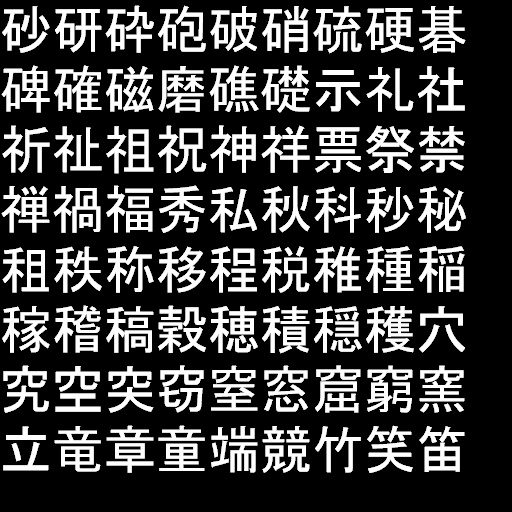 砂研砕砲破硝硫硬碁
碑確磁磨礁礎示礼社
祈祉祖祝神祥票祭禁
禅禍福秀私秋科秒秘
租秩称移程税稚種稲
稼稽稿穀穂積穏穫穴
究空突窃窒窓窟窮窯
立竜章童端競竹笑笛